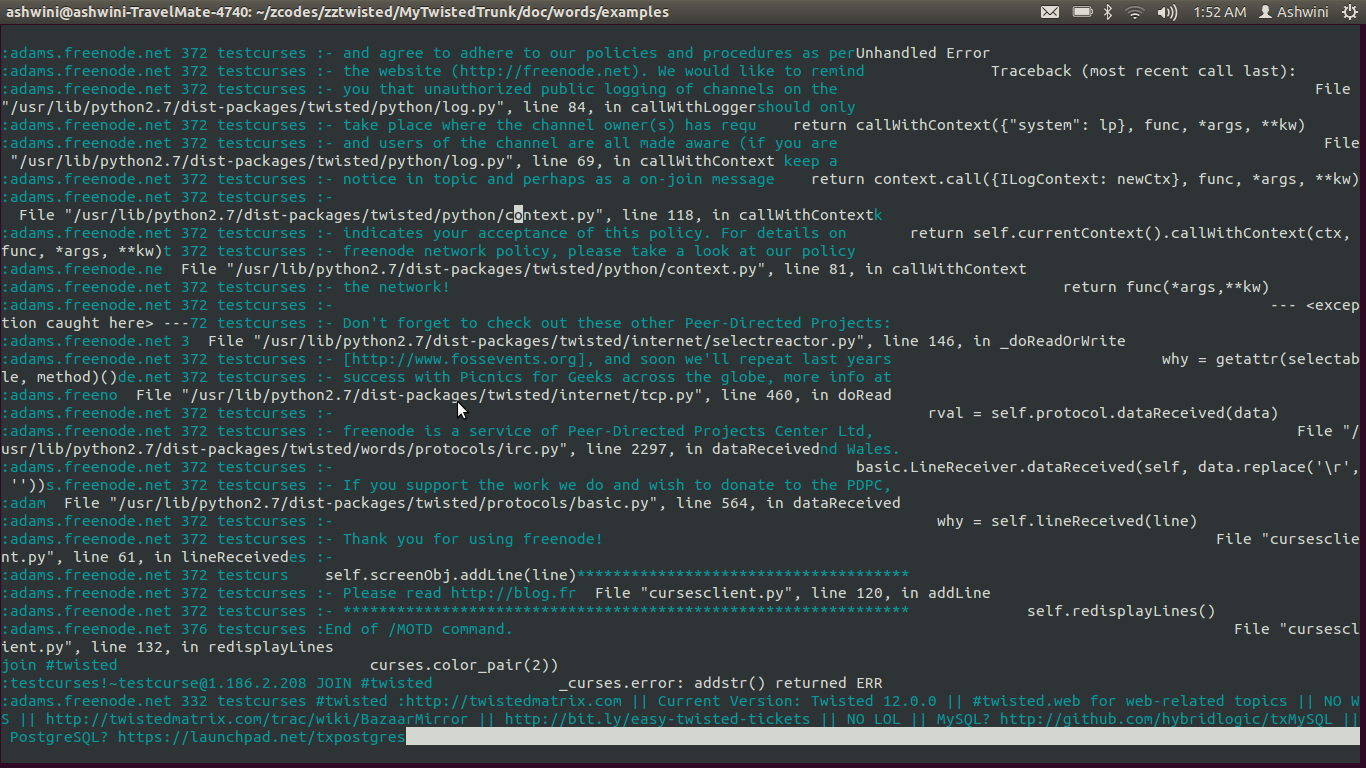 ashwini@ashwini-TravelMate-4740: ~/zcodes/zztwisted/MyTwistedTrunk/doc/words/examples 1:52 AM Ashwini
:adams.freenode.net 372 testcurses :- and agree to adhere to our policies and procedures as perUnhandled Error
:adams.freenode.net 372 testcurses :- the website (http://freenode.net). We would like to remind Traceback (most recent call last):
:adams.freenode.net 372 testcurses :- you that unauthorized public logging of channels on the File
"/usr/lib/python2.7/dist-packages/twisted/python/log.py", line 84, in callWithLoggershould only
:adams.freenode.net 372 testcurses :- take place where the channel owner(s) has requ return callWithContext({"system": lp}, func, *args, **kw)
:adams.freenode.net 372 testcurses :- and users of the channel are all made aware (if you are File
"/usr/lib/python2.7/dist-packages/twisted/python/log.py", line 69, in callWithContext keep a
:adams.freenode.net 372 testcurses :- notice in topic and perhaps as a on-join message return context.call({ILogContext: newCtx}, func, *args, **kw)
:adams.freenode.net 372 testcurses :-
File "/usr/lib/python2.7/dist-packages/twisted/python/context.py", line 118, in callWithContextk
:adams.freenode.net 372 testcurses :- indicates your acceptance of this policy. For details on return self.currentContext().callWithContext(ctx,
func, *args, **kw)t 372 testcurses :- freenode network policy, please take a look at our policy
:adams.freenode.ne File "/usr/lib/python2.7/dist-packages/twisted/python/context.py", line 81, in callWithContext
:adams.freenode.net 372 testcurses :- the network! return func(*args,**kw)
:adams.freenode.net 372 testcurses :- --- <excep
tion caught here> ---72 testcurses :- Don't forget to check out these other Peer-Directed Projects:
:adams.freenode.net 3 File "/usr/lib/python2.7/dist-packages/twisted/internet/selectreactor.py", line 146, in _doReadOrWrite
:adams.freenode.net 372 testcurses :- [http://www.fossevents.org], and soon we'll repeat last years why = getattr(selectab
le, method)()de.net 372 testcurses :- success with Picnics for Geeks across the globe, more info at
:adams.freeno File "/usr/lib/python2.7/dist-packages/twisted/internet/tcp.py", line 460, in doRead
:adams.freenode.net 372 testcurses :- rval = self.protocol.dataReceived(data)
:adams.freenode.net 372 testcurses :- freenode is a service of Peer-Directed Projects Center Ltd, File "/
usr/lib/python2.7/dist-packages/twisted/words/protocols/irc.py", line 2297, in dataReceivednd Wales.
:adams.freenode.net 372 testcurses :- basic.LineReceiver.dataReceived(self, data.replace('\r',
''))s.freenode.net 372 testcurses :- If you support the work we do and wish to donate to the PDPC,
:adam File "/usr/lib/python2.7/dist-packages/twisted/protocols/basic.py", line 564, in dataReceived
:adams.freenode.net 372 testcurses :- why = self.lineReceived(line)
:adams.freenode.net 372 testcurses :- Thank you for using freenode! File "cursesclie
nt.py", line 61, in lineReceivedes :-
:adams.freenode.net 372 testcurs self.screenObj.addLine(line)*************************************
:adams.freenode.net 372 testcurses :- Please read http://blog.fr File "cursesclient.py", line 120, in addLine
:adams.freenode.net 372 testcurses :- *************************************************************** self.redisplayLines()
:adams.freenode.net 376 testcurses :End of /MOTD command. File "cursescl
ient.py", line 132, in redisplayLines
join #twisted curses.color_pair(2))
:testcurses!~testcurse@1.186.2.208 JOIN #twisted _curses.error: addstr() returned ERR
:adams.freenode.net 332 testcurses #twisted :http://twistedmatrix.com || Current Version: Twisted 12.0.0 || #twisted.web for web-related topics || NO W
S || http://twistedmatrix.com/trac/wiki/BazaarMirror || http://bit.ly/easy-twisted-tickets || NO LOL || MySQL? http://github.com/hybridlogic/txMySQL ||
PostgreSQL? https://launchpad.net/txpostgres